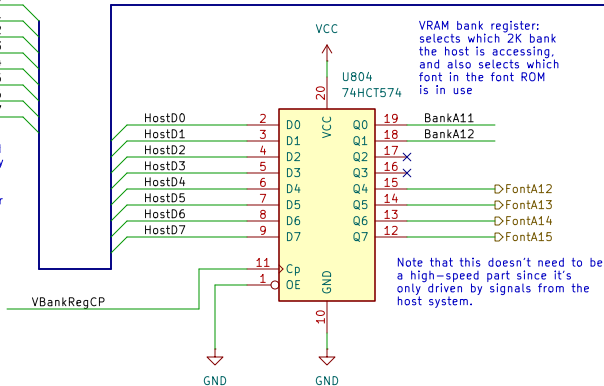 VRAM bank register:
selects which 2K bank
the host is accessing,
and also selects which
font in the font ROM
is in use
VCC
U804
74HCT574
20
VCC
HostD0 2 D0 Q0 19 BankA11
HostD1 3 D1 Q1 18 BankA12
HostD2 4 D2 Q2 17
HostD3 5 D3 Q3 16
HostD4 6 D4 Q4 15 FontA12
HostD5 7 D5 Q5 14 FontA13
HostD6 8 D6 Q6 13 FontA14
HostD7 9 D7 Q7 12 FontA15
11 Cp
1 OE
GND
10
VBankRegCP
Note that this doesn't need to be
a high-speed part since it's
only driven by signals from the
host system.
GND
GND